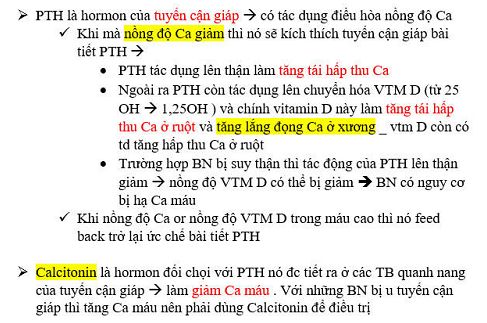 ➤ PTH là hormon của tuyến cận giáp → có tác dụng điều hòa nồng độ Ca
✓ Khi mà nồng độ Ca giảm thì nó sẽ kích thích tuyến cận giáp bài
tiết PTH →
• PTH tác dụng lên thận làm tăng tái hấp thu Ca
• Ngoài ra PTH còn tác dụng lên chuyển hóa VTM D (từ 25
OH → 1,25OH ) và chính vitamin D này làm tăng tái hấp
thu Ca ở ruột và tăng lắng đọng Ca ở xương _ vtm D còn có
td tăng hấp thu Ca ở ruột
• Trường hợp BN bị suy thận thì tác động của PTH lên thận
giảm → nồng độ VTM D có thể bị giảm → BN có nguy cơ
bị hạ Ca máu
✓ Khi nồng độ Ca or nồng độ VTM D trong máu cao thì nó feed
back trở lại ức chế bài tiết PTH
➤ Calcitonin là hormon đối chọi với PTH nó đc tiết ra ở các TB quanh nang
của tuyến cận giáp → làm giảm Ca máu . Với những BN bị u tuyến cận
giáp thì tăng Ca máu nên phải dùng Calcitonin để điều trị